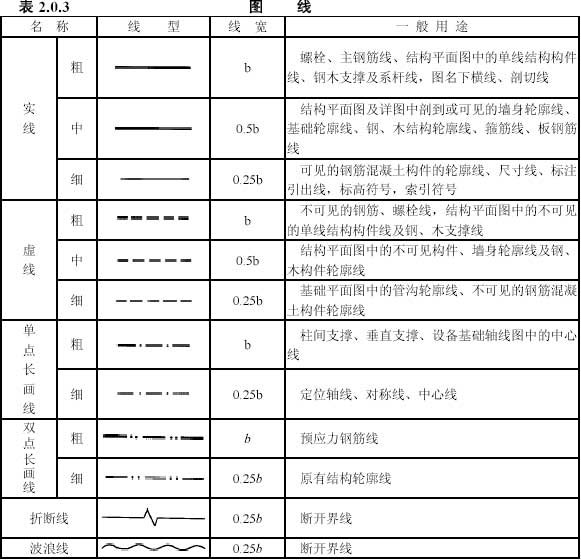 表 2.0.3 图 线
名 称 线 型 线 宽 一 般 用 途
实线 粗 b 螺栓、主钢筋线、结构平面图中的单线结构构件
线、钢木支撑及系杆线，图名下横线、剖切线
中 0.5b 结构平面图及详图中剖到或可见的墙身轮廓线、
基础轮廓线、钢、木结构轮廓线、箍筋线、板钢筋
线
细 0.25b 可见的钢筋混凝土构件的轮廓线、尺寸线、标注
引出线，标高符号，索引符号
虚线 粗 b 不可见的钢筋、螺栓线，结构平面图中的不可见
的单线结构构件线及钢、木支撑线
中 0.5b 结构平面图中的不可见构件、墙身轮廓线及钢、
木构件轮廓线
细 0.25b 基础平面图中的管沟轮廓线、不可见的钢筋混凝
土构件轮廓线
单点长画线 粗 b 柱间支撑、垂直支撑、设备基础轴线图中的中心
线
细 0.25b 定位轴线、对称线、中心线
双点长画线 粗 b 预应力钢筋线
细 0.25b 原有结构轮廓线
折断线 0.25b 断开界线
波浪线 0.25b 断开界线